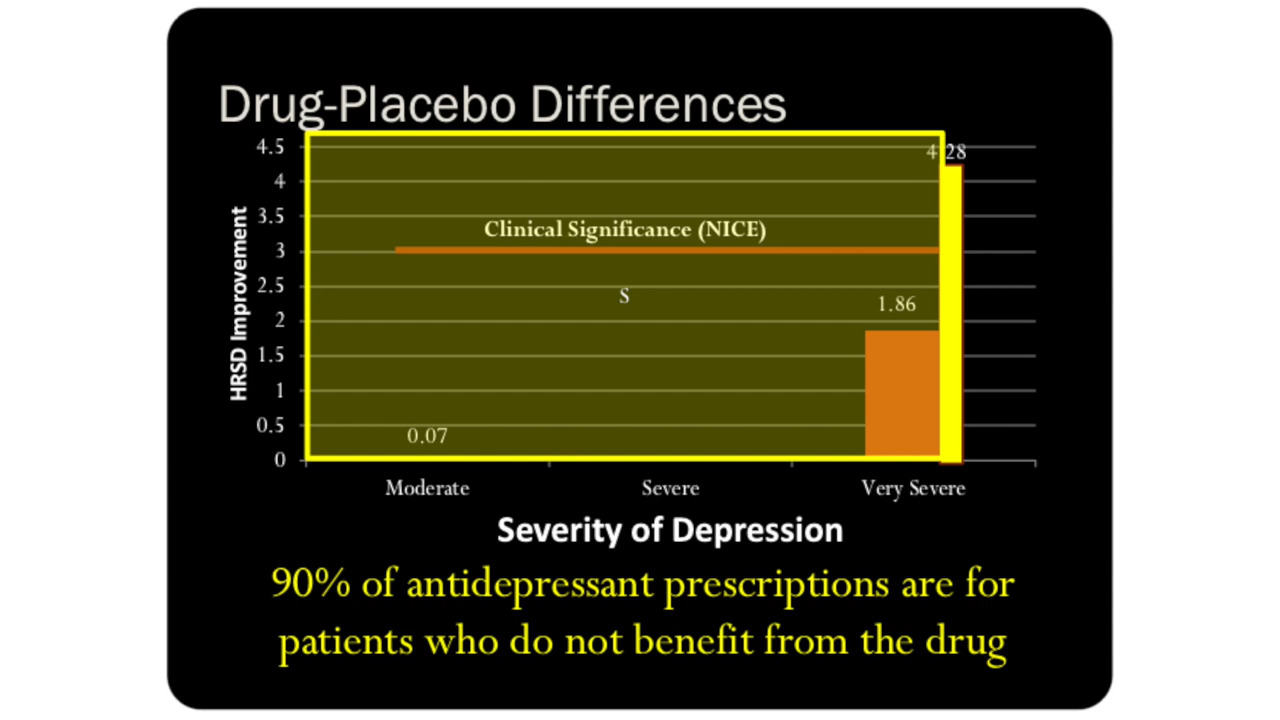 Drug-Placebo Differences
4.5
4
3.5
3
2.5
2
1.5
1
0.5
0
HRSD Improvement
4.28
Clinical Significance (NICE)
S
1.86
0.07
Moderate Severe Very Severe
Severity of Depression
90% of antidepressant prescriptions are for
patients who do not benefit from the drug